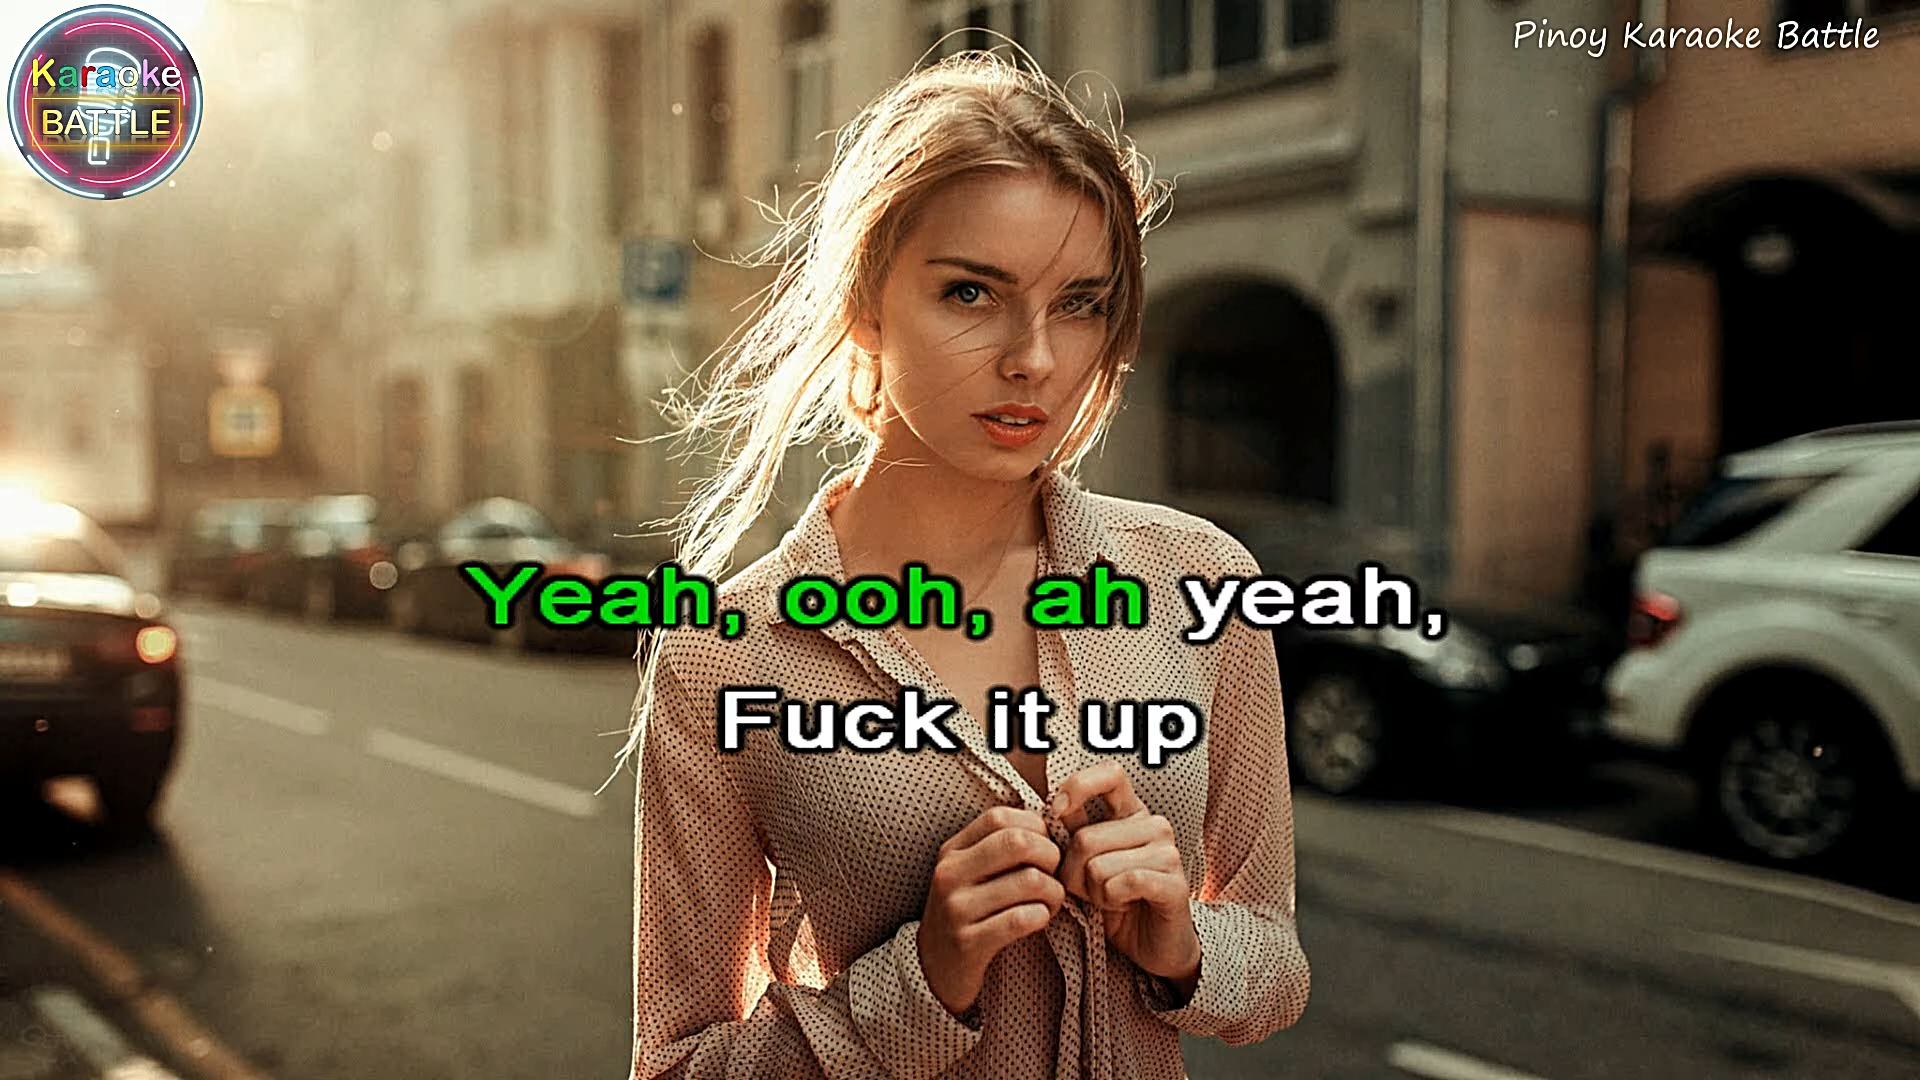 Karaoke
BATTLE
Pinoy Karaoke Battle
Yeah, ooh, ah yeah,
Fuck it up